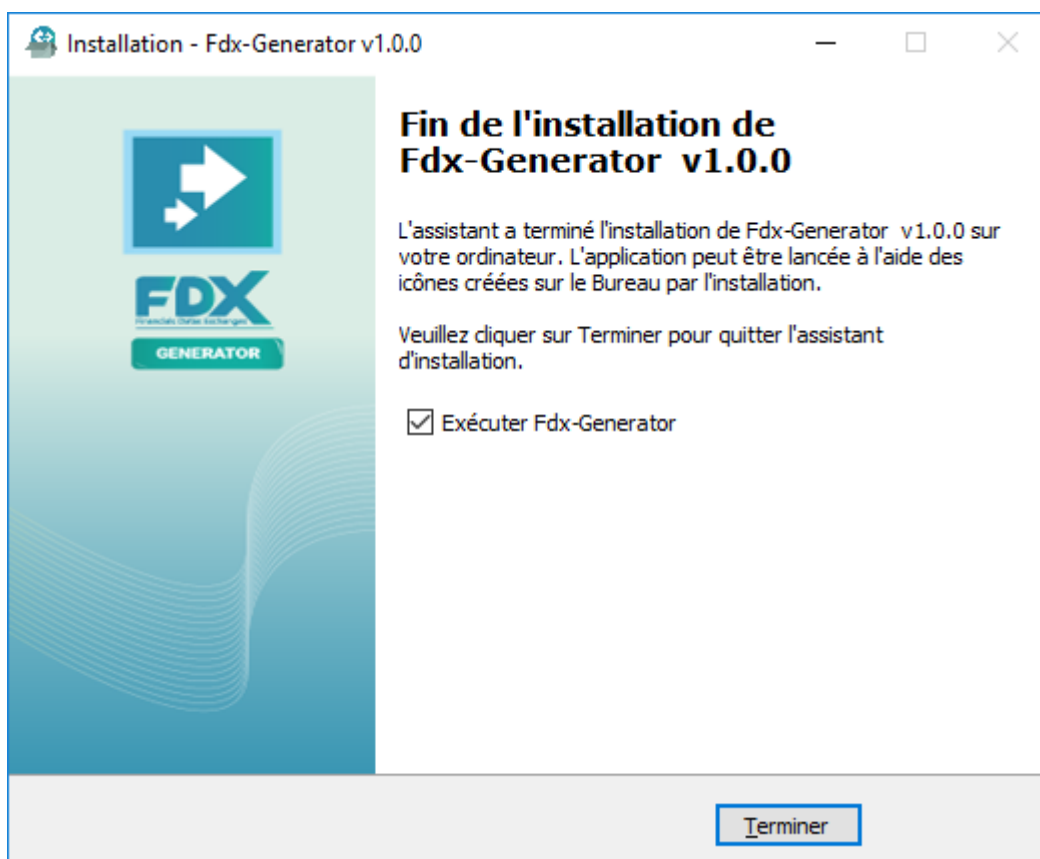 Installation - Fdx-Generator v1.0.0
Fin de l'installation de
Fdx-Generator v1.0.0
L'assistant a terminé l'installation de Fdx-Generator v1.0.0 sur
votre ordinateur. L'application peut être lancée à l'aide des
icônes créées sur le Bureau par l'installation.
Veuillez cliquer sur Terminer pour quitter l'assistant
d'installation.
Exécuter Fdx-Generator
FDX
GENERATOR
Terminer